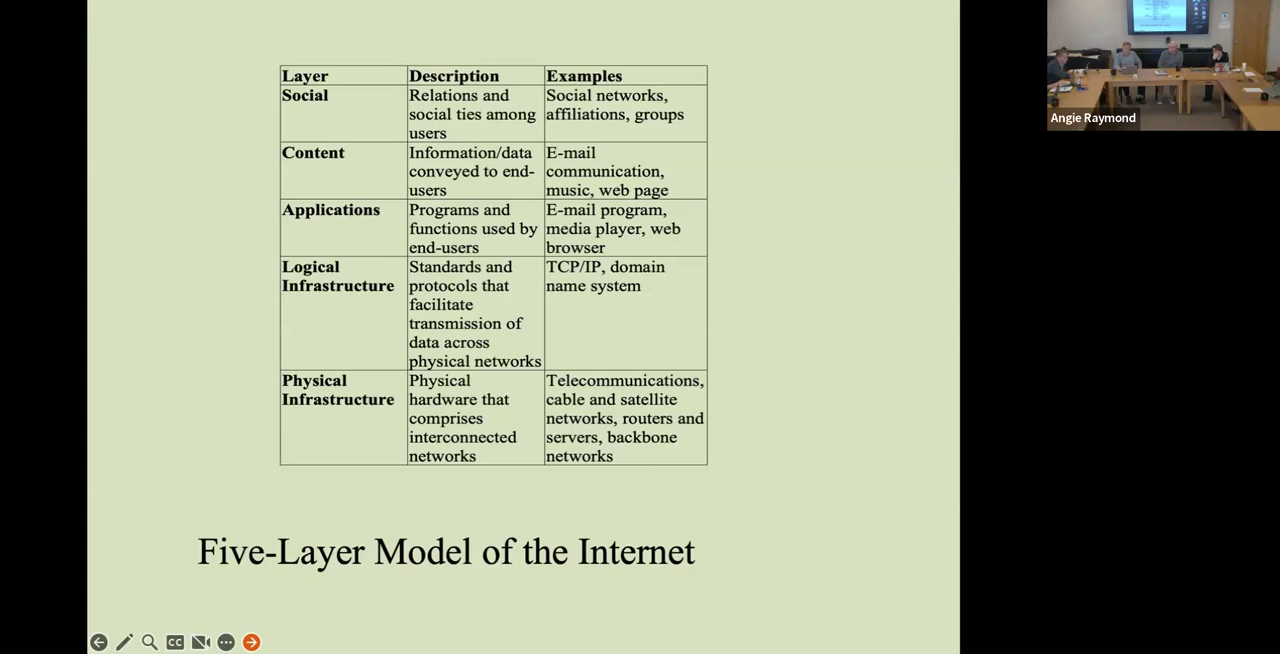 Layer Description Examples
Social Relations and Social networks,
social ties among affiliations, groups
users
Content Information/data E-mail
conveyed to end- communication,
users music, web page
Applications Programs and E-mail program,
functions used by media player, web
end-users browser
Logical Standards and TCP/IP, domain
Infrastructure protocols that name system
facilitate
transmission of
data across
physical networks
Physical Physical Telecommunications,
Infrastructure hardware that cable and satellite
comprises networks, routers and
interconnected servers, backbone
networks networks
Five-Layer Model of the Internet
CC
Angie Raymond